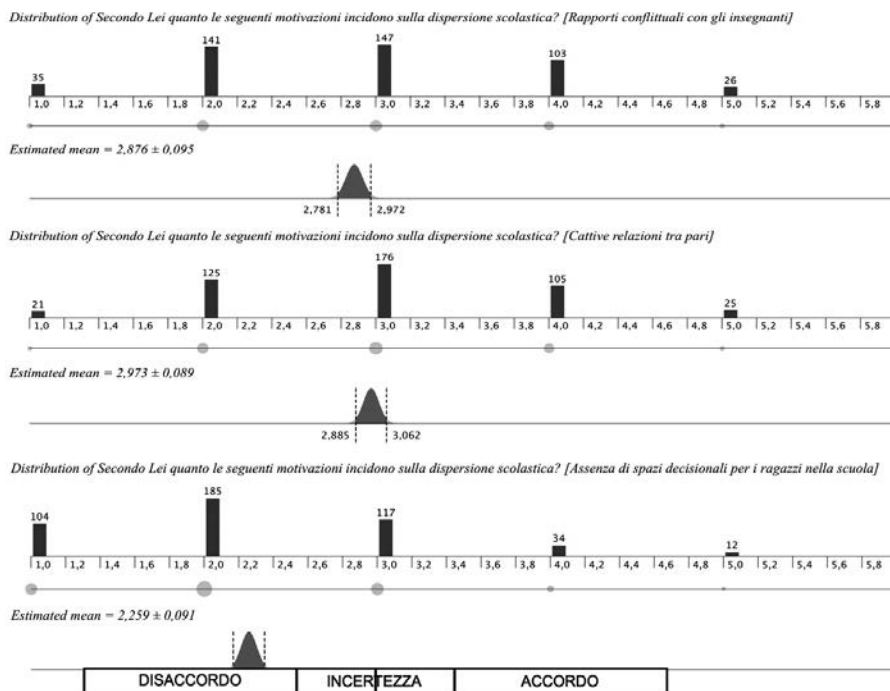 Distribution of Secondo Lei quanto le seguenti motivazioni incidono sulla dispersione scolastica? [Rapporti conflittuali con gli insegnanti]
35 141 147 103 26
1,0 1,2 1,4 1,6 1,8 2,0 2,2 2,4 2,6 2,8 3,0 3,2 3,4 3,6 3,8 4,0 4,2 4,4 4,6 4,8 5,0 5,2 5,4 5,6 5,8
Estimated mean = 2,876 ± 0,095
2,781 2,972
Distribution of Secondo Lei quanto le seguenti motivazioni incidono sulla dispersione scolastica? [Cattive relazioni tra pari]
21 125 176 105 25
1,0 1,2 1,4 1,6 1,8 2,0 2,2 2,4 2,6 2,8 3,0 3,2 3,4 3,6 3,8 4,0 4,2 4,4 4,6 4,8 5,0 5,2 5,4 5,6 5,8
Estimated mean = 2,973 ± 0,089
2,885 3,062
Distribution of Secondo Lei quanto le seguenti motivazioni incidono sulla dispersione scolastica? [Assenza di spazi decisionali per i ragazzi nella scuola]
104 185 117 34 12
1,0 1,2 1,4 1,6 1,8 2,0 2,2 2,4 2,6 2,8 3,0 3,2 3,4 3,6 3,8 4,0 4,2 4,4 4,6 4,8 5,0 5,2 5,4 5,6 5,8
Estimated mean = 2,259 ± 0,091
DISACCORDO INCERTEZZA ACCORDO